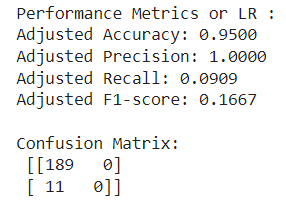 Performance Metrics or LR :
Adjusted Accuracy: 0.9500
Adjusted Precision: 1.0000
Adjusted Recall: 0.0909
Adjusted F1-score: 0.1667

Confusion Matrix:
[[189   0]
[ 11   0]]